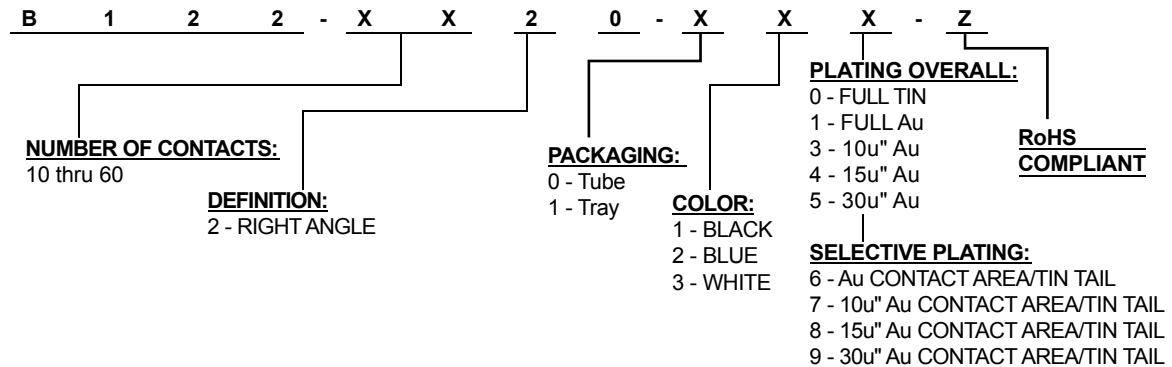 B 1 2 2 - X X 2 0 - X X X - Z
NUMBER OF CONTACTS:
10 thru 60
DEFINITION:
2 - RIGHT ANGLE
PACKAGING:
0 - Tube
1 - Tray
COLOR:
1 - BLACK
2 - BLUE
3 - WHITE
PLATING OVERALL:
0 - FULL TIN
1 - FULL Au
3 - 10u" Au
4 - 15u" Au
5 - 30u" Au
SELECTIVE PLATING:
6 - Au CONTACT AREA/TIN TAIL
7 - 10u" Au CONTACT AREA/TIN TAIL
8 - 15u" Au CONTACT AREA/TIN TAIL
9 - 30u" Au CONTACT AREA/TIN TAIL
RoHS
COMPLIANT